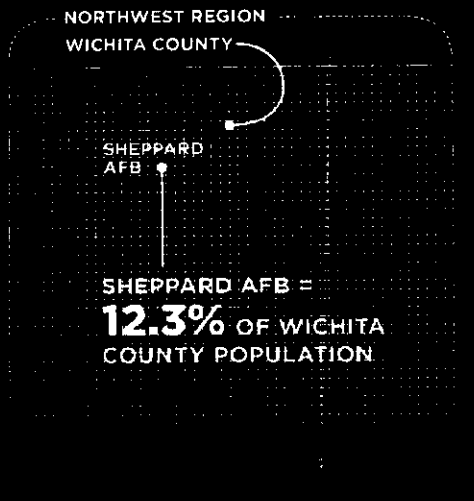 NORTHWEST REGION
WICHITA COUNTY
SHEPPARD
AFB
SHEPPARD AFB =
12.3% OF WICHITA
COUNTY POPULATION